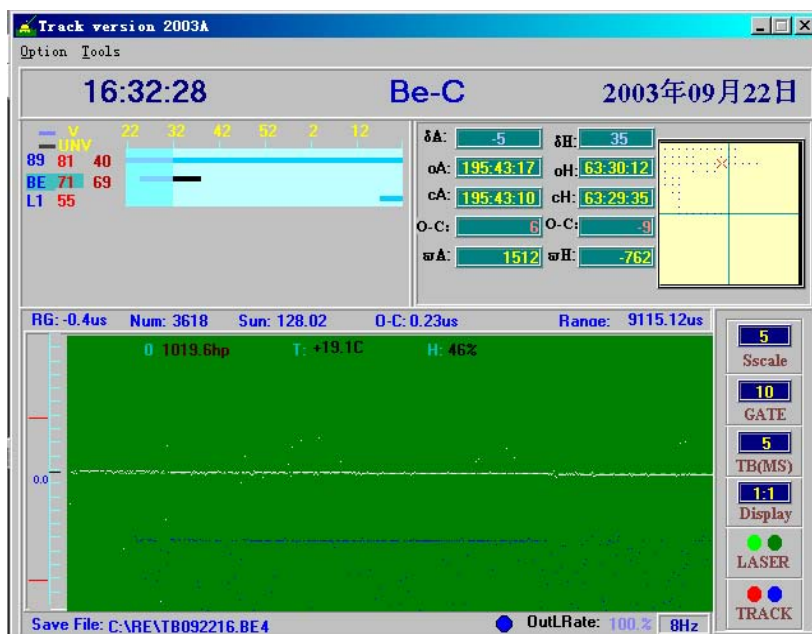 Track version 2003A
Option Tools
16:32:28 Be-C 2003年09月22日
V 22 32 42 52 2 12
UNV
89 81 40
BE 71 69
L1 55
δA: -5 δH: 35
oA: 195:43:17 oH: 63:30:12
cA: 195:43:10 cH: 63:29:35
O-C: 6 O-C: -9
ϖA: 1512 ϖH: -762
RG: -0.4us Num: 3618 Sun: 128.02 O-C: 0.23us Range: 9115.12us
0 1019.6hp T: +19.1C H: 46%
0.0
5
Sscale
10
GATE
5
TB(MS)
1:1
Display
LASER
TRACK
Save File: C:\RE\TB092216.BE4 OutLRate: 100.% 8Hz